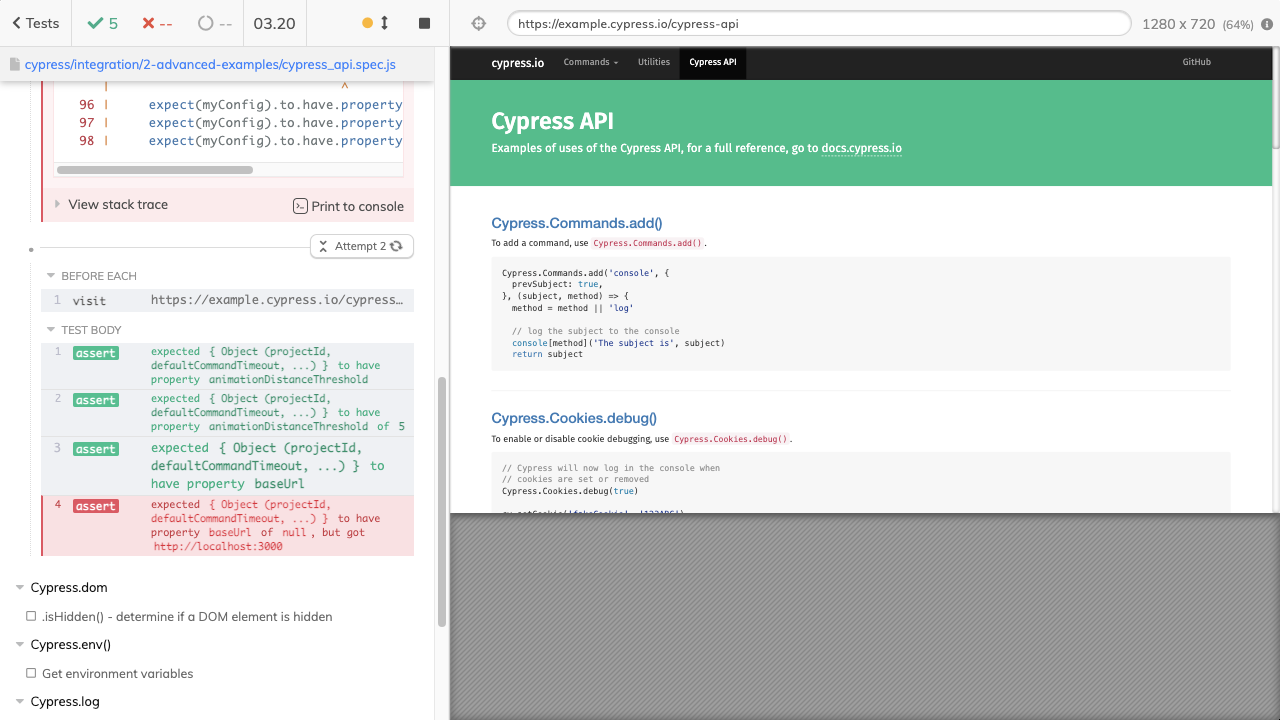 Tests
5
--
--
03.20
https://example.cypress.io/cypress-api
1280 x 720 (64%)
cypress/integration/2-advanced-examples/cypress_api.spec.js
| ^
96 | expect(myConfig).to.have.property
97 | expect(myConfig).to.have.property
98 | expect(myConfig).to.have.property
View stack trace
Print to console
Attempt 2
BEFORE EACH
1 visit https://example.cypress.io/cypress…
TEST BODY
1 assert expected { Object (projectId,
defaultCommandTimeout, ...) } to have
property animationDistanceThreshold
2 assert expected { Object (projectId,
defaultCommandTimeout, ...) } to have
property animationDistanceThreshold of 5
3 assert expected { Object (projectId,
defaultCommandTimeout, ...) } to
have property baseUrl
4 assert expected { Object (projectId,
defaultCommandTimeout, ...) } to have
property baseUrl of null, but got
http://localhost:3000
Cypress.dom
.isHidden() - determine if a DOM element is hidden
Cypress.env()
Get environment variables
Cypress.log
cypress.io
Commands
Utilities
Cypress API
GitHub
Cypress API
Examples of uses of the Cypress API, for a full reference, go to docs.cypress.io
Cypress.Commands.add()
To add a command, use Cypress.Commands.add().
Cypress.Commands.add('console', {
prevSubject: true,
}, (subject, method) => {
method = method || 'log'
// log the subject to the console
console[method]('The subject is', subject)
return subject
Cypress.Cookies.debug()
To enable or disable cookie debugging, use Cypress.Cookies.debug().
// Cypress will now log in the console when
// cookies are set or removed
Cypress.Cookies.debug(true)
cy.setCookie('fakeCookie', '123ABC')